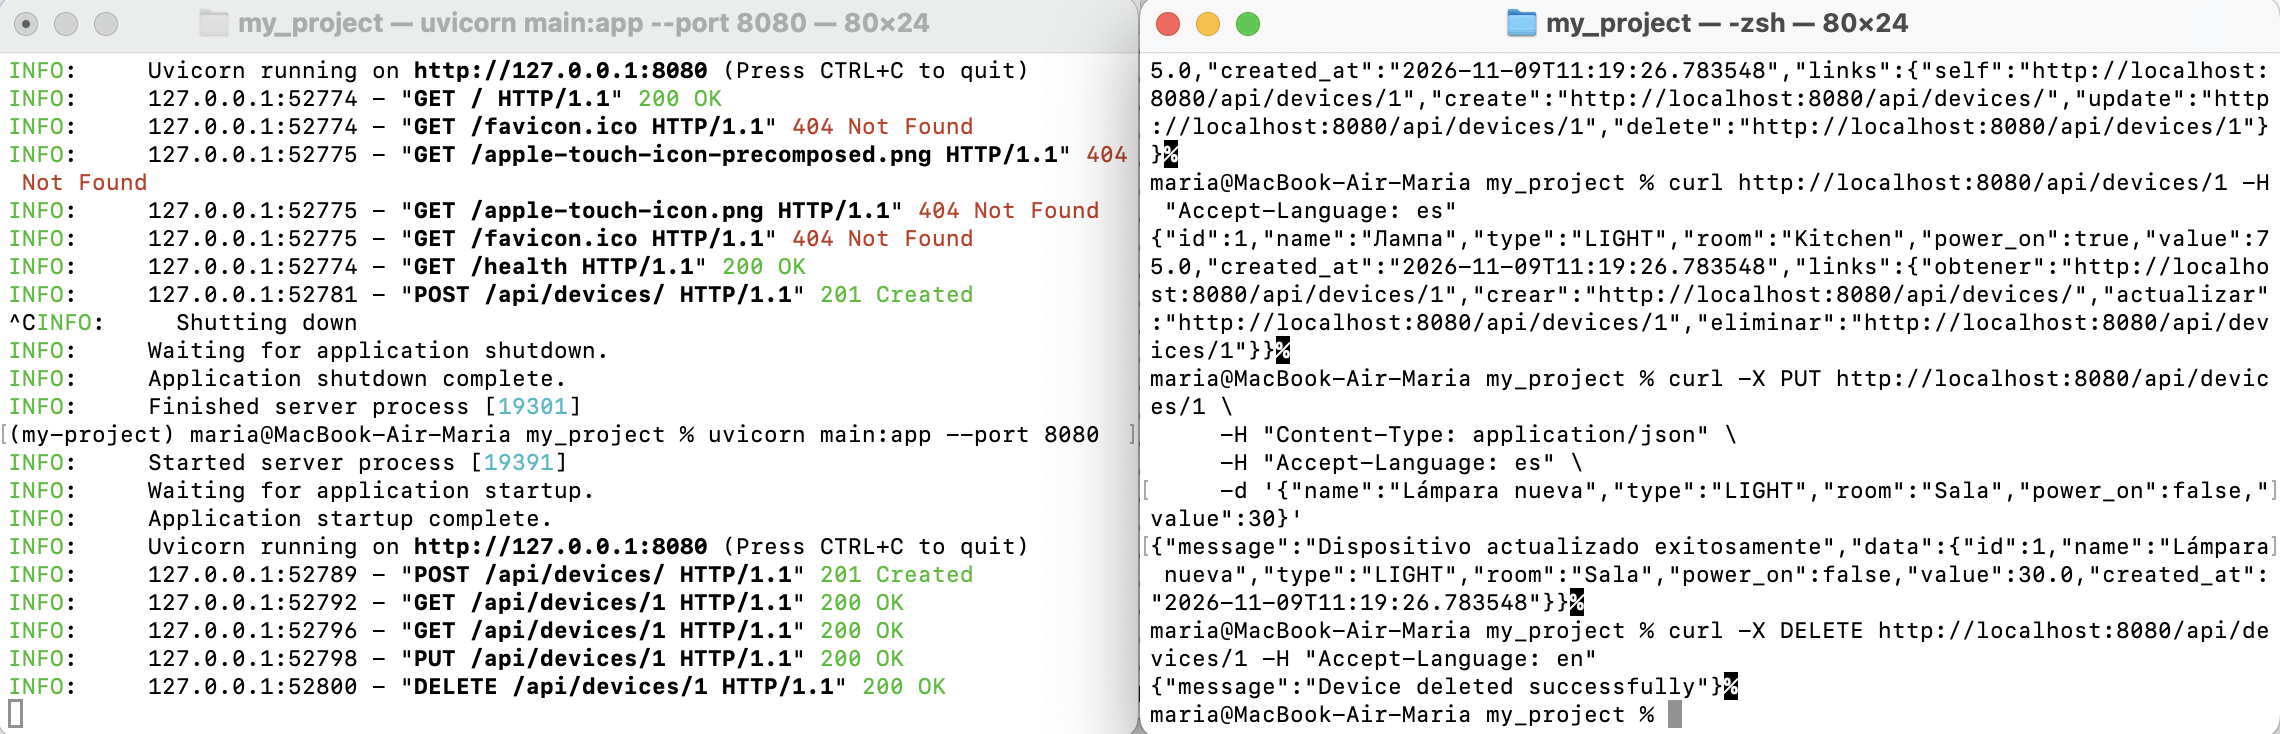 my_project — uvicorn main:app --port 8080 — 80×24
INFO:     Uvicorn running on http://127.0.0.1:8080 (Press CTRL+C to quit)
INFO:     127.0.0.1:52774 - "GET / HTTP/1.1" 200 OK
INFO:     127.0.0.1:52774 - "GET /favicon.ico HTTP/1.1" 404 Not Found
INFO:     127.0.0.1:52775 - "GET /apple-touch-icon-precomposed.png HTTP/1.1" 404
 Not Found
INFO:     127.0.0.1:52775 - "GET /apple-touch-icon.png HTTP/1.1" 404 Not Found
INFO:     127.0.0.1:52775 - "GET /favicon.ico HTTP/1.1" 404 Not Found
INFO:     127.0.0.1:52774 - "GET /health HTTP/1.1" 200 OK
INFO:     127.0.0.1:52781 - "POST /api/devices/ HTTP/1.1" 201 Created
^CINFO:     Shutting down
INFO:     Waiting for application shutdown.
INFO:     Application shutdown complete.
INFO:     Finished server process [19301]
[(my-project) maria@MacBook-Air-Maria my_project % uvicorn main:app --port 8080  ]
INFO:     Started server process [19391]
INFO:     Waiting for application startup.
INFO:     Application startup complete.
INFO:     Uvicorn running on http://127.0.0.1:8080 (Press CTRL+C to quit)
INFO:     127.0.0.1:52789 - "POST /api/devices/ HTTP/1.1" 201 Created
INFO:     127.0.0.1:52792 - "GET /api/devices/1 HTTP/1.1" 200 OK
INFO:     127.0.0.1:52796 - "GET /api/devices/1 HTTP/1.1" 200 OK
INFO:     127.0.0.1:52798 - "PUT /api/devices/1 HTTP/1.1" 200 OK
INFO:     127.0.0.1:52800 - "DELETE /api/devices/1 HTTP/1.1" 200 OK
my_project — -zsh — 80×24
5.0,"created_at":"2026-11-09T11:19:26.783548","links":{"self":"http://localhost:
8080/api/devices/1","create":"http://localhost:8080/api/devices/","update":"http
://localhost:8080/api/devices/1","delete":"http://localhost:8080/api/devices/1"}
}%
maria@MacBook-Air-Maria my_project % curl http://localhost:8080/api/devices/1 -H
 "Accept-Language: es"
{"id":1,"name":"Лампа","type":"LIGHT","room":"Kitchen","power_on":true,"value":7
5.0,"created_at":"2026-11-09T11:19:26.783548","links":{"obtener":"http://localho
st:8080/api/devices/1","crear":"http://localhost:8080/api/devices/","actualizar"
:"http://localhost:8080/api/devices/1","eliminar":"http://localhost:8080/api/dev
ices/1"}}%
maria@MacBook-Air-Maria my_project % curl -X PUT http://localhost:8080/api/devic
es/1 \
     -H "Content-Type: application/json" \
     -H "Accept-Language: es" \
[     -d '{"name":"Lámpara nueva","type":"LIGHT","room":"Sala","power_on":false,"]
value":30}'
[{"message":"Dispositivo actualizado exitosamente","data":{"id":1,"name":"Lámpara]
 nueva","type":"LIGHT","room":"Sala","power_on":false,"value":30.0,"created_at":
"2026-11-09T11:19:26.783548"}}%
maria@MacBook-Air-Maria my_project % curl -X DELETE http://localhost:8080/api/de
vices/1 -H "Accept-Language: en"
{"message":"Device deleted successfully"}%
maria@MacBook-Air-Maria my_project %